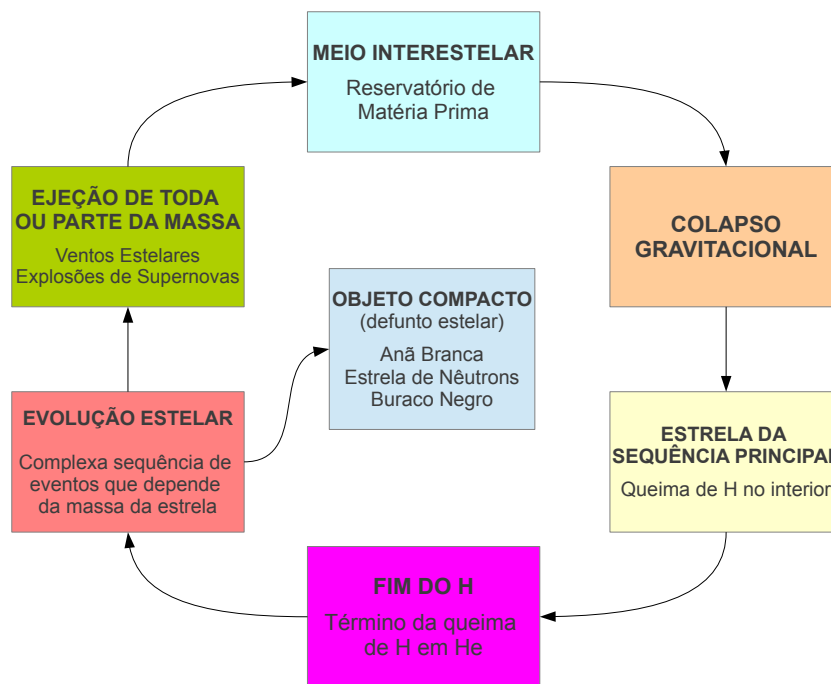 MEIO INTERESTELAR
Reservatório de
Matéria Prima
COLAPSO
GRAVITACIONAL
ESTRELA DA
SEQUÊNCIA PRINCIPAL
Queima de H no interior
FIM DO H
Término da queima
de H em He
EVOLUÇÃO ESTELAR
Complexa sequência de
eventos que depende
da massa da estrela
OBJETO COMPACTO
(defunto estelar)
Anã Branca
Estrela de Nêutrons
Buraco Negro
EJEÇÃO DE TODA
OU PARTE DA MASSA
Ventos Estelares
Explosões de Supernovas